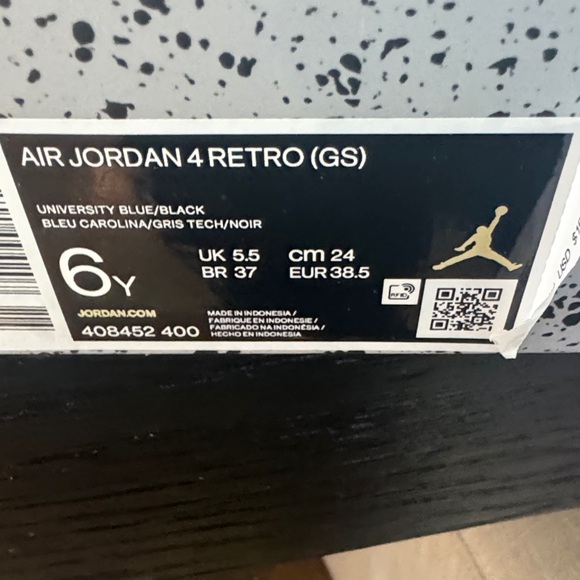 AIR JORDAN 4 RETRO (GS)
UNIVERSITY BLUE/BLACK
BLEU CAROLINA/GRIS TECH/NOIR
6Y
UK 5.5 cm 24
BR 37 EUR 38.5
JORDAN.COM
408452 400
MADE IN INDONESIA /
FABRIQUE EN INDONESIE /
FABRICADO NA INDONÉSIA /
HECHO EN INDONESIA
RFID
USD